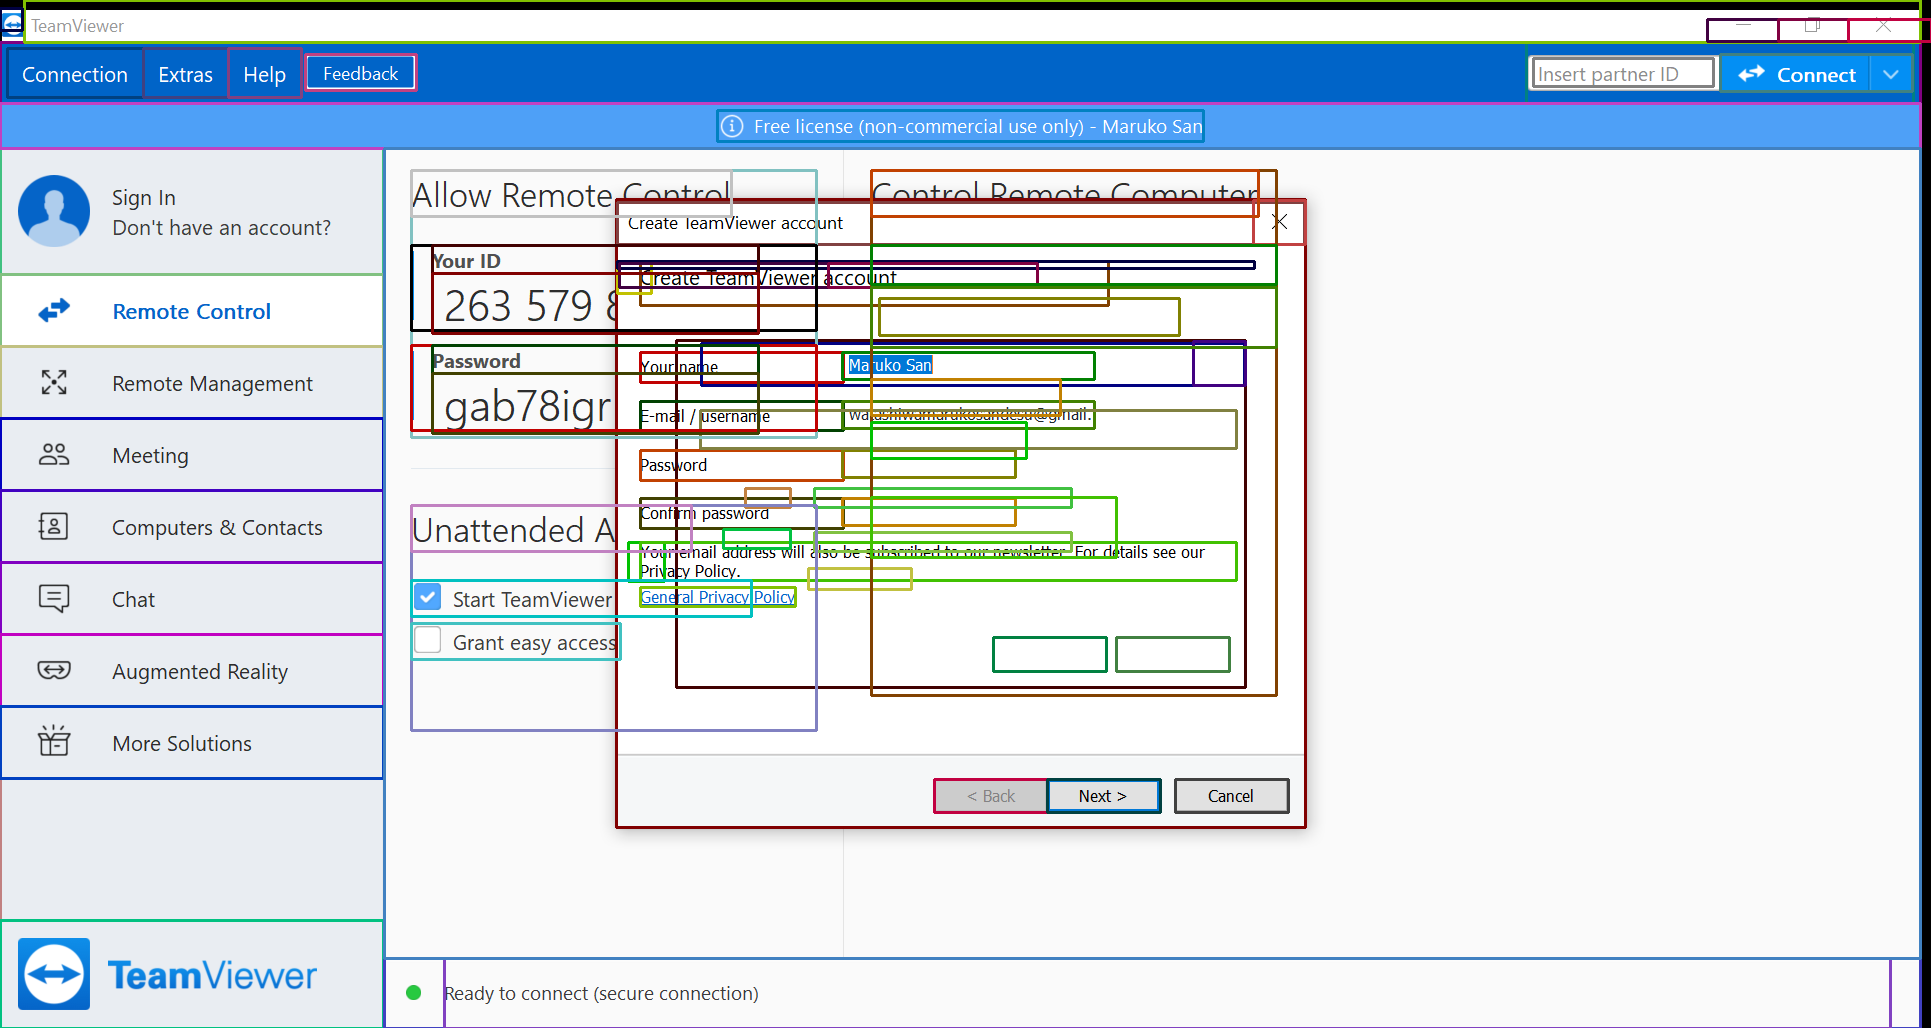 TeamViewer
Connection
Extras
Help
Feedback
Insert partner ID
Connect
Free license (non-commercial use only) - Maruko San
Sign In
Don't have an account?
Remote Control
Remote Management
Meeting
Computers & Contacts
Chat
Augmented Reality
More Solutions
TeamViewer
Allow Remote Control
Your ID
263 579
Password
gab78igr
Unattended A
Start TeamViewer
Grant easy access
Control Remote Computer
Create TeamViewer account
Create TeamViewer account
Your name
Maruko San
E-mail / username
watashiwamarukosandesu@gmail.
Password
Confirm password
Your email address will also be subscribed to our newsletter. For details see our
Privacy Policy.
General Privacy Policy
< Back
Next >
Cancel
Ready to connect (secure connection)